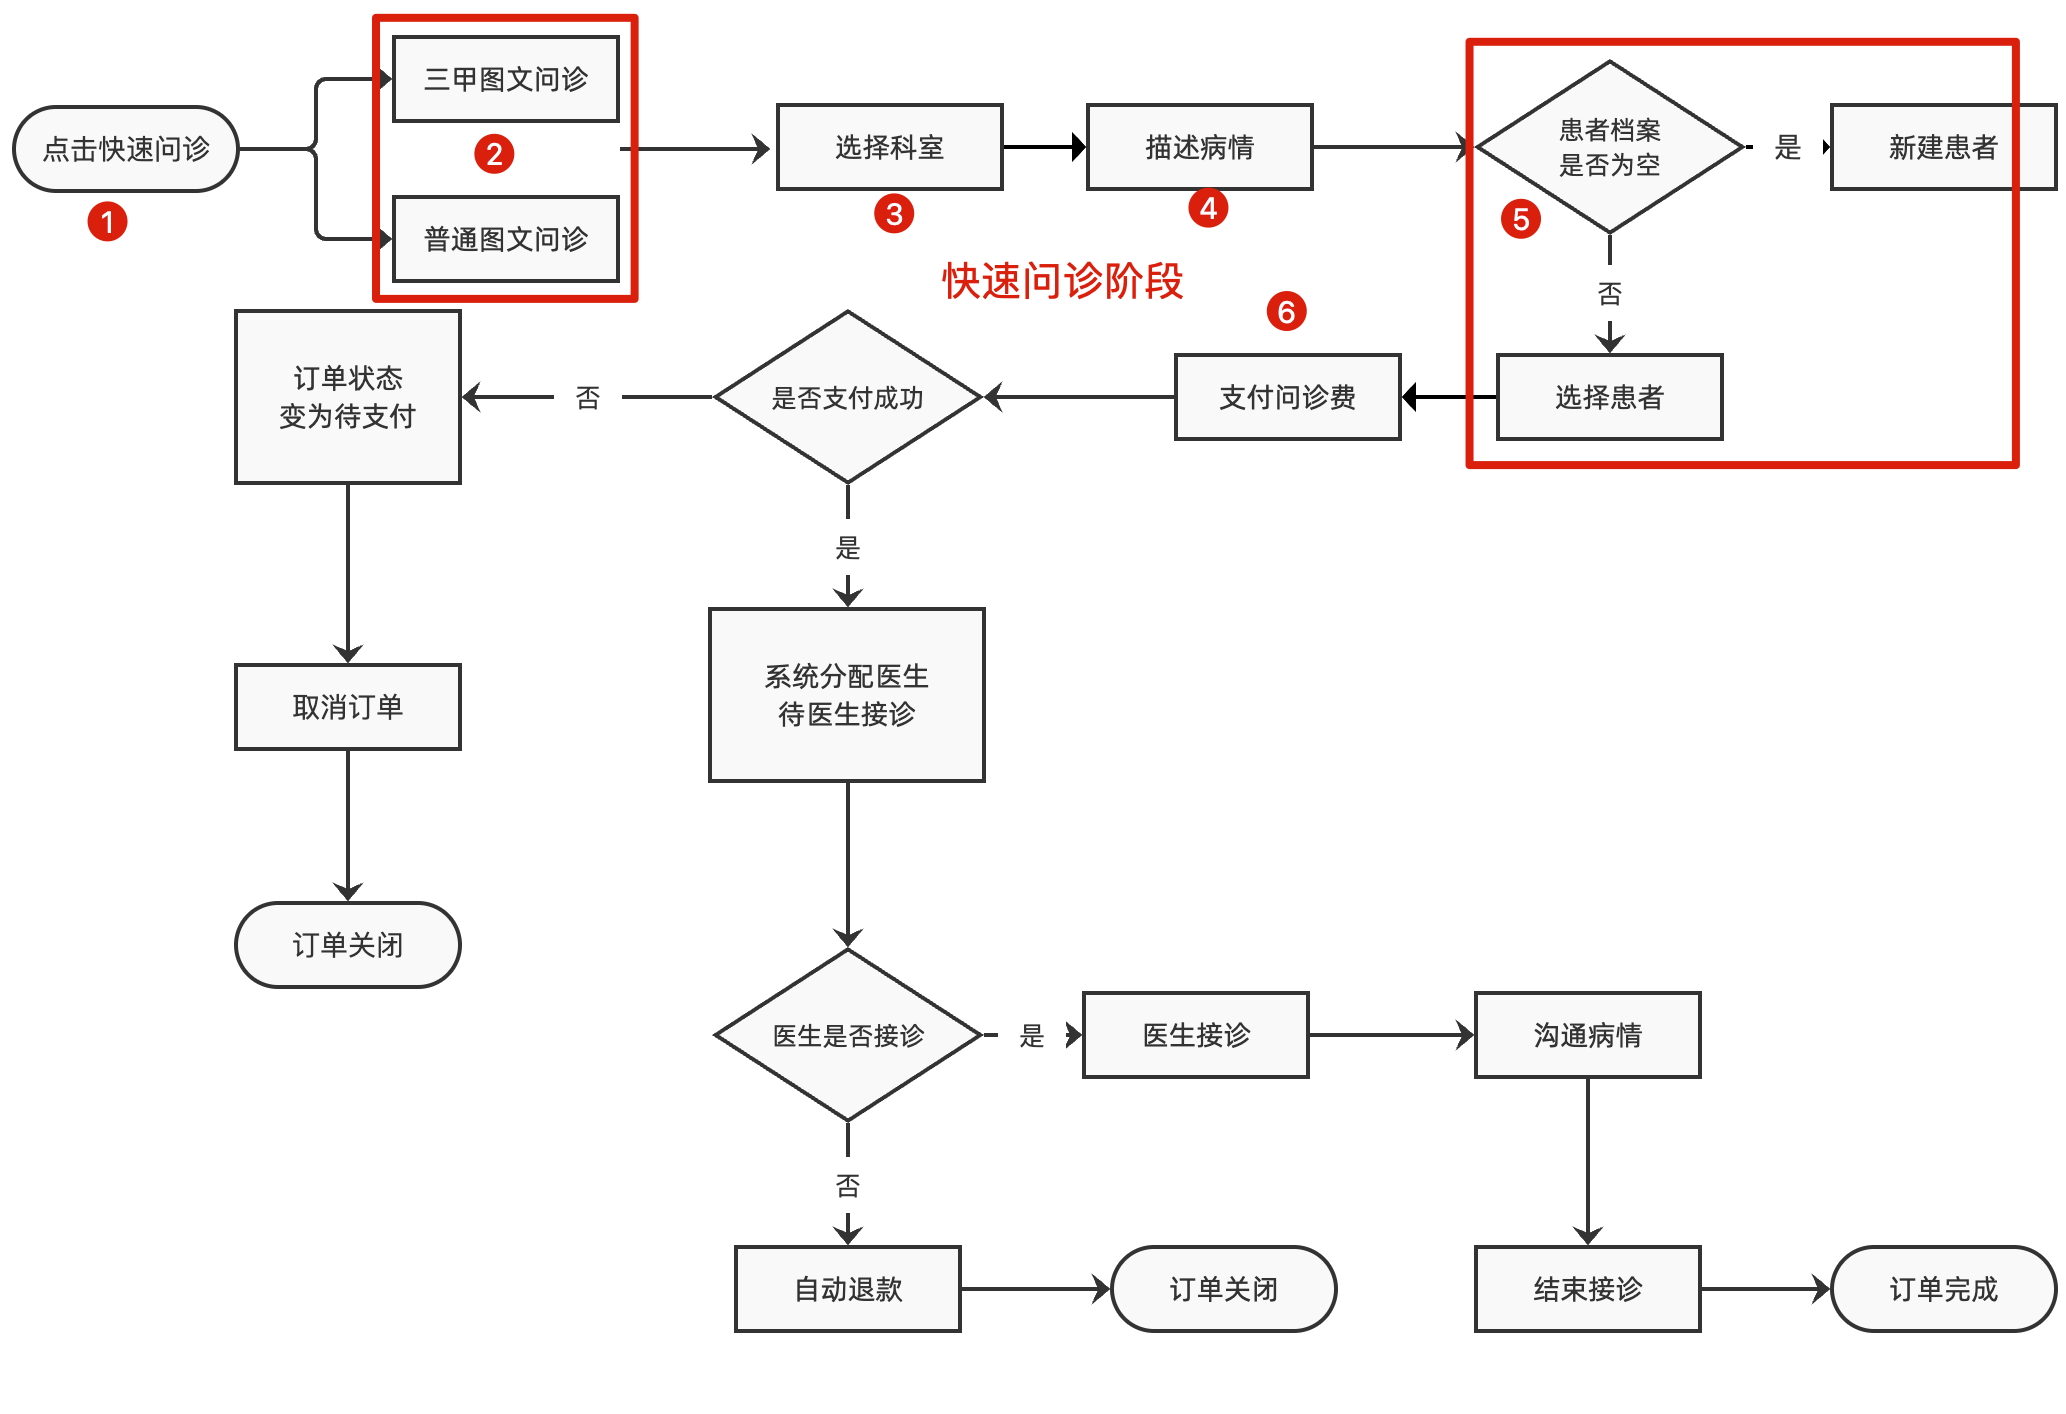 三甲图文问诊
点击快速问诊
1
2
普通图文问诊
选择科室
3
描述病情
4
患者档案
是否为空
5
是
新建患者
快速问诊阶段
否
6
选择患者
支付问诊费
是否支付成功
否
订单状态
变为待支付
是
取消订单
系统分配医生
待医生接诊
订单关闭
医生是否接诊
是
医生接诊
沟通病情
否
自动退款
订单关闭
结束接诊
订单完成